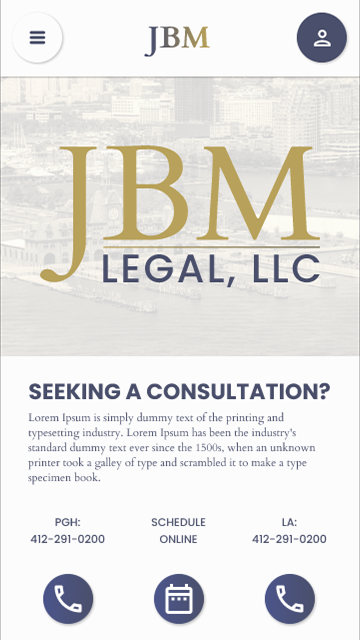 JBM
JBM
LEGAL, LLC
SEEKING A CONSULTATION?
Lorem Ipsum is simply dummy text of the printing and
typesetting industry. Lorem Ipsum has been the industry's
standard dummy text ever since the 1500s, when an unknown
printer took a galley of type and scrambled it to make a type
specimen book.
PGH:
412-291-0200
SCHEDULE
ONLINE
LA:
412-291-0200